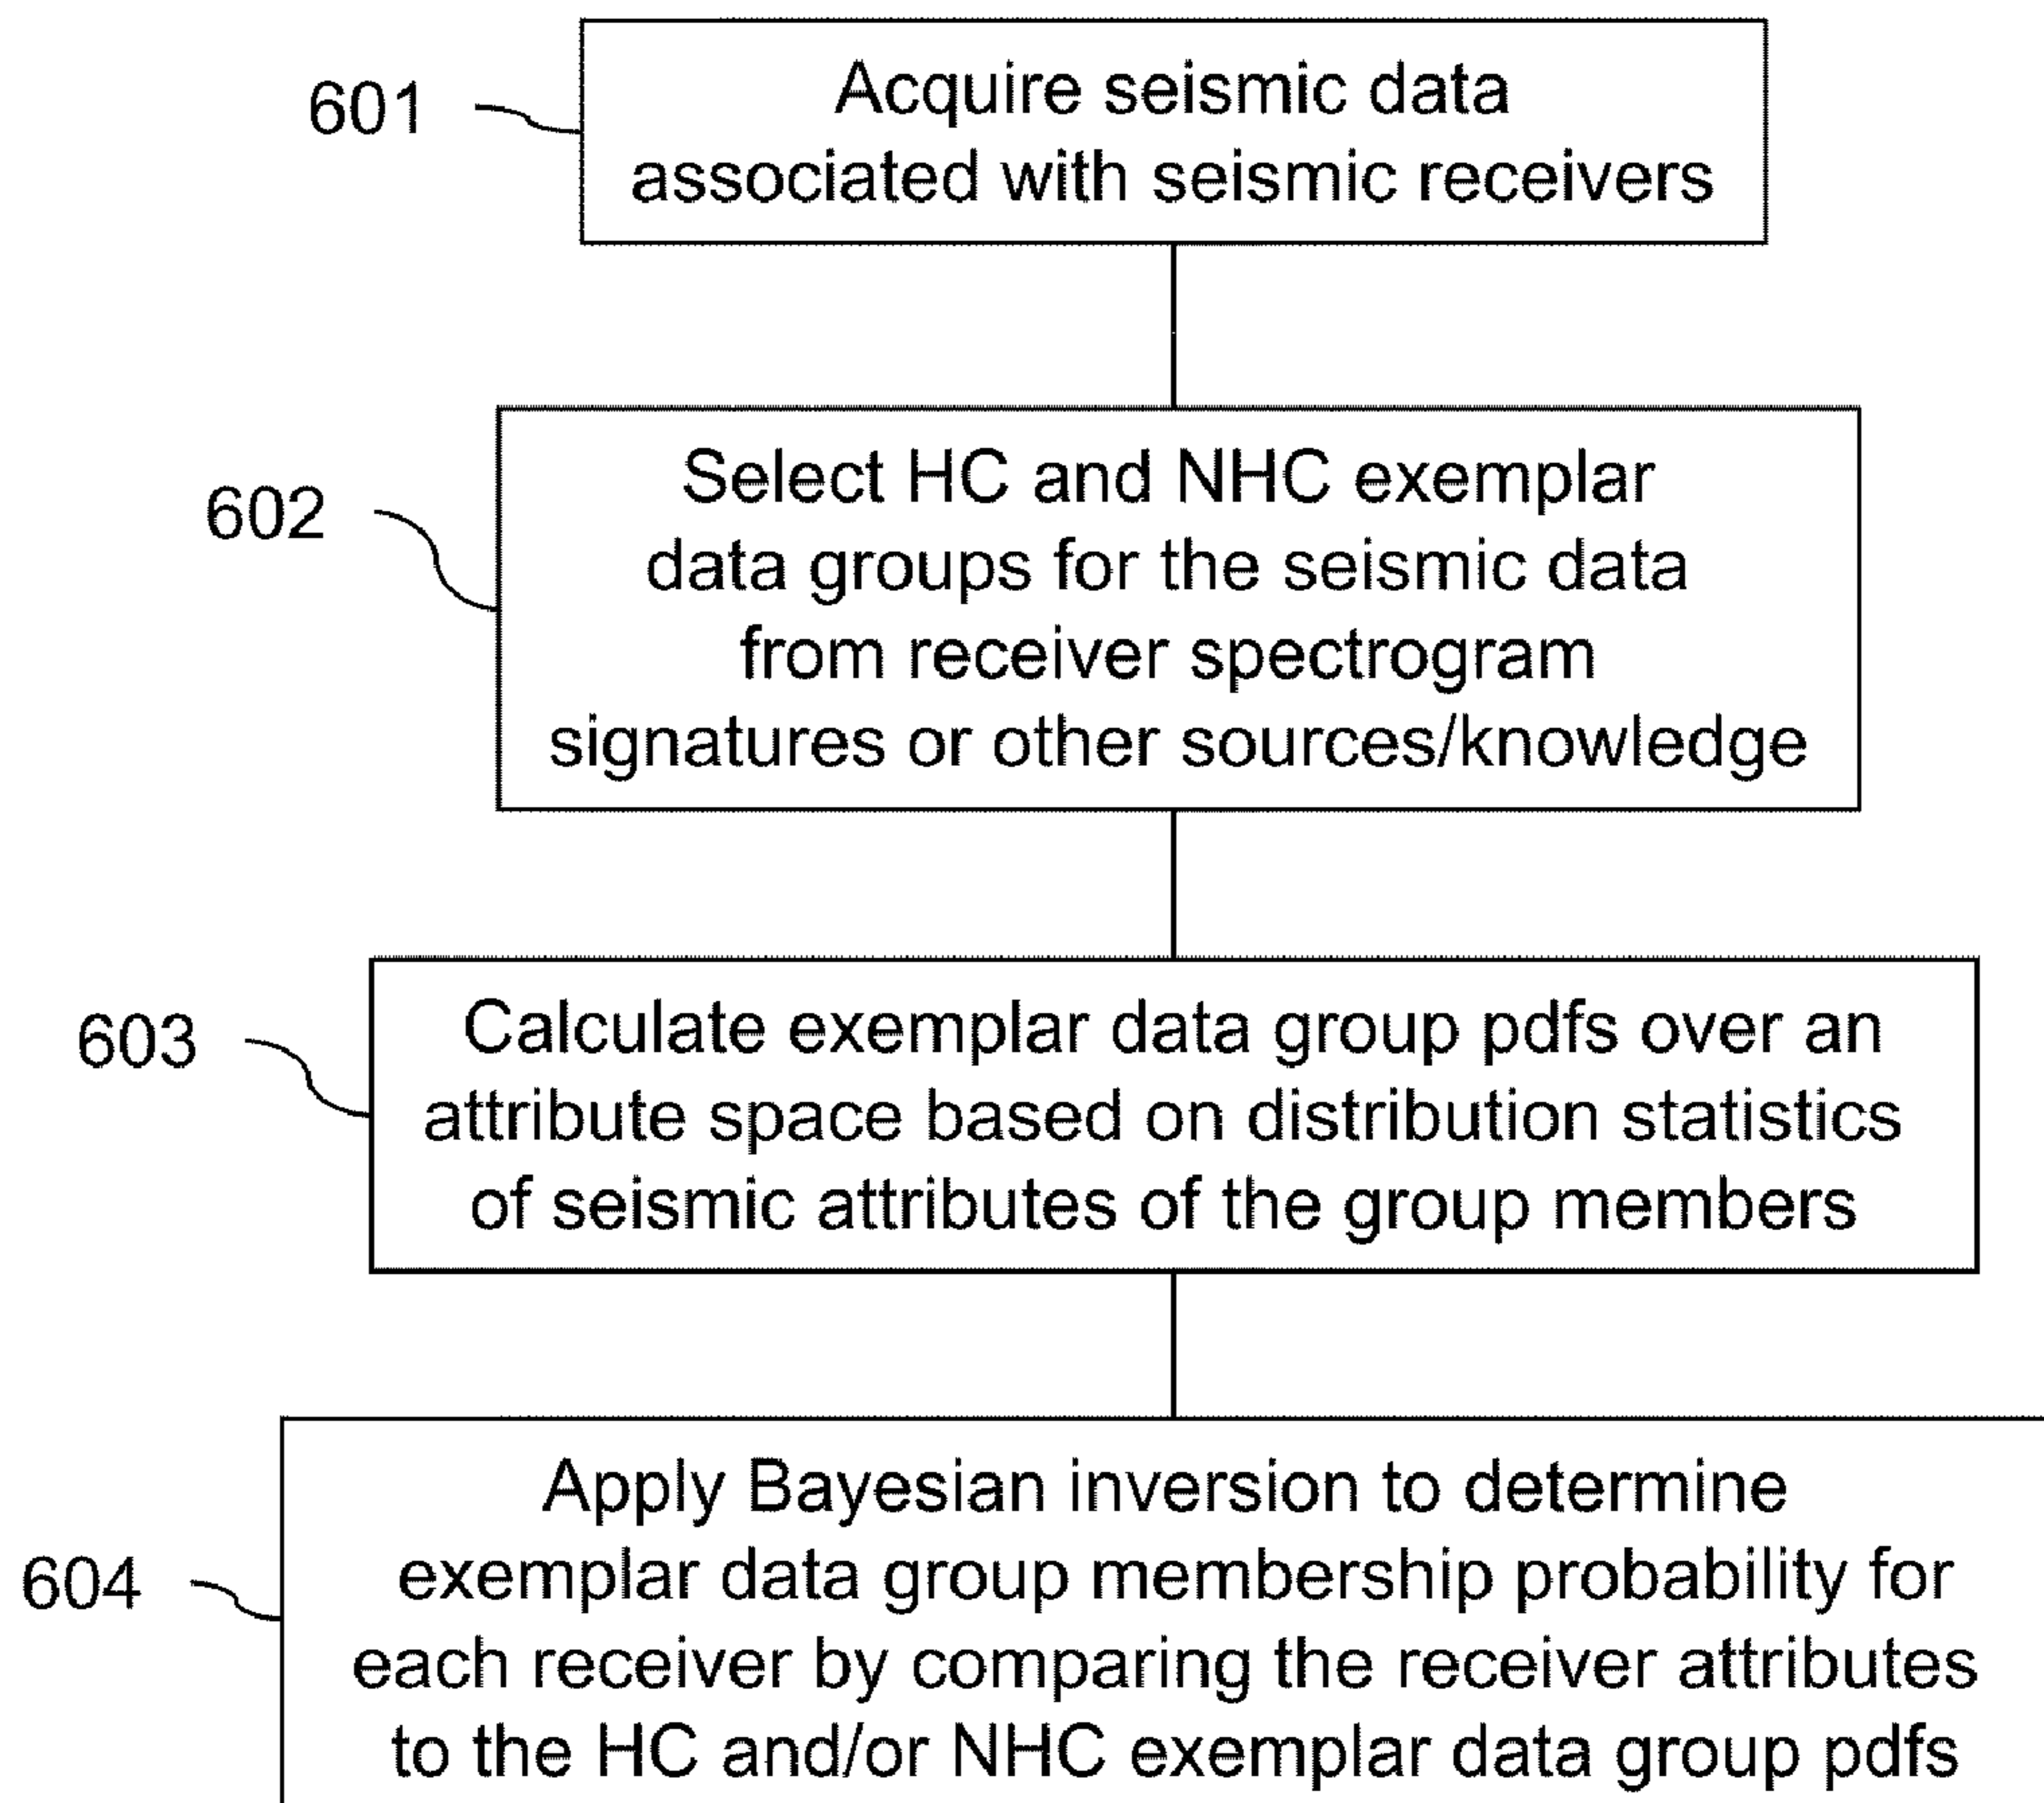 601
Acquire seismic data
associated with seismic receivers
602
Select HC and NHC exemplar
data groups for the seismic data
from receiver spectrogram
signatures or other sources/knowledge
603
Calculate exemplar data group pdfs over an
attribute space based on distribution statistics
of seismic attributes of the group members
604
Apply Bayesian inversion to determine
exemplar data group membership probability for
each receiver by comparing the receiver attributes
to the HC and/or NHC exemplar data group pdfs